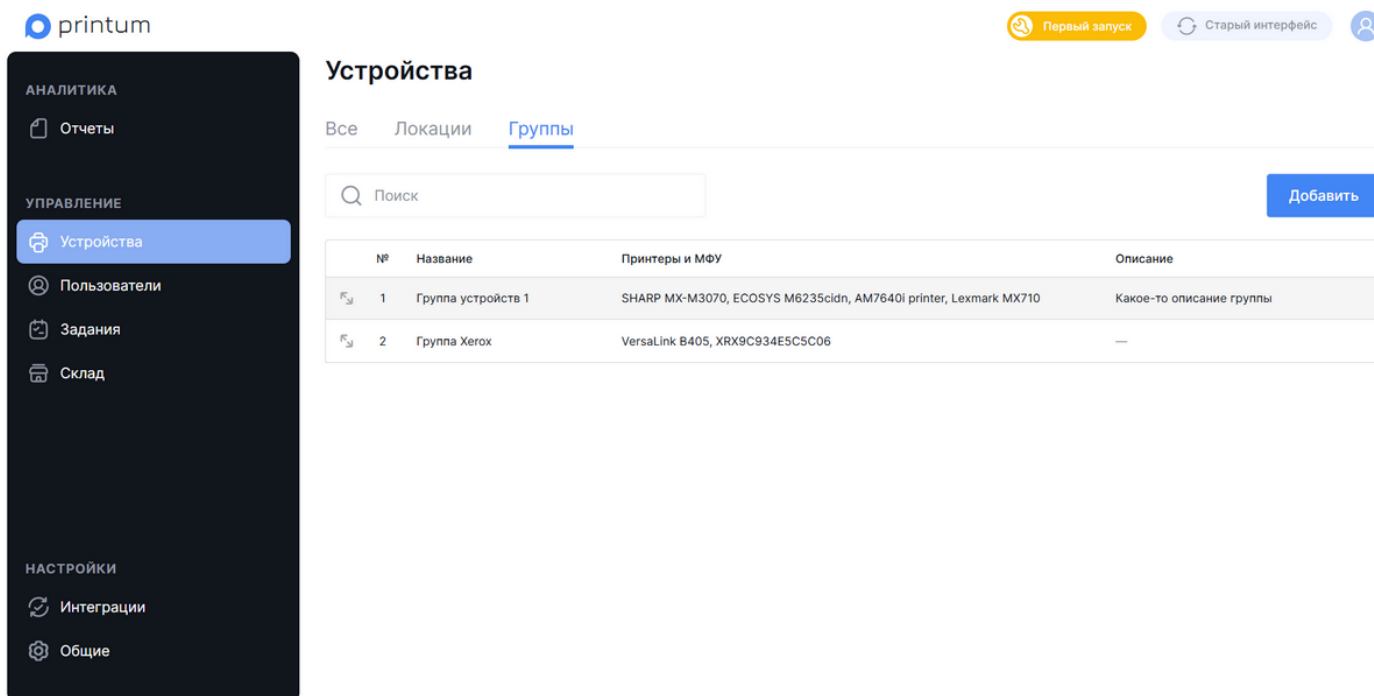 printum
Первый запуск
Старый интерфейс
АНАЛИТИКА
Отчеты
УПРАВЛЕНИЕ
Устройства
Пользователи
Задания
Склад
НАСТРОЙКИ
Интеграции
Общие
Устройства
Все Локации Группы
Поиск
Добавить
№ Название Принтеры и МФУ Описание
1 Группа устройств 1 SHARP MX-M3070, ECOSYS M6235cidn, AM7640i printer, Lexmark MX710 Какое-то описание группы
2 Группа Xerox VersaLink B405, XRX9C934E5C5C06 —